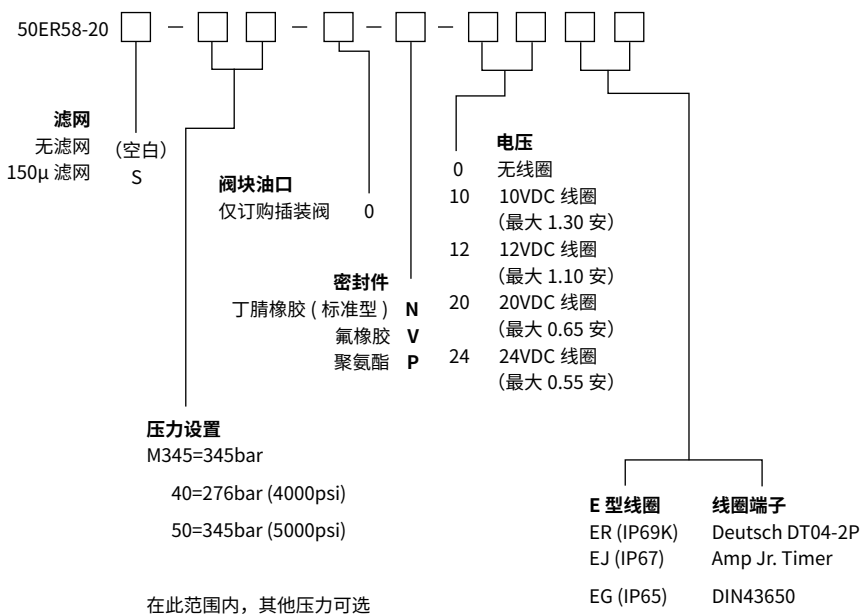 50ER58-20
滤网
无滤网 （空白）
150μ 滤网 S
阀块油口
仅订购插装阀 0
密封件
丁腈橡胶 ( 标准型 ) N
氟橡胶 V
聚氨酯 P
电压
0 无线圈
10 10VDC 线圈
（最大 1.30 安）
12 12VDC 线圈
（最大 1.10 安）
20 20VDC 线圈
（最大 0.65 安）
24 24VDC 线圈
（最大 0.55 安）
压力设置
M345=345bar
40=276bar (4000psi)
50=345bar (5000psi)
在此范围内，其他压力可选
E 型线圈 线圈端子
ER (IP69K) Deutsch DT04-2P
EJ (IP67) Amp Jr. Timer
EG (IP65) DIN43650